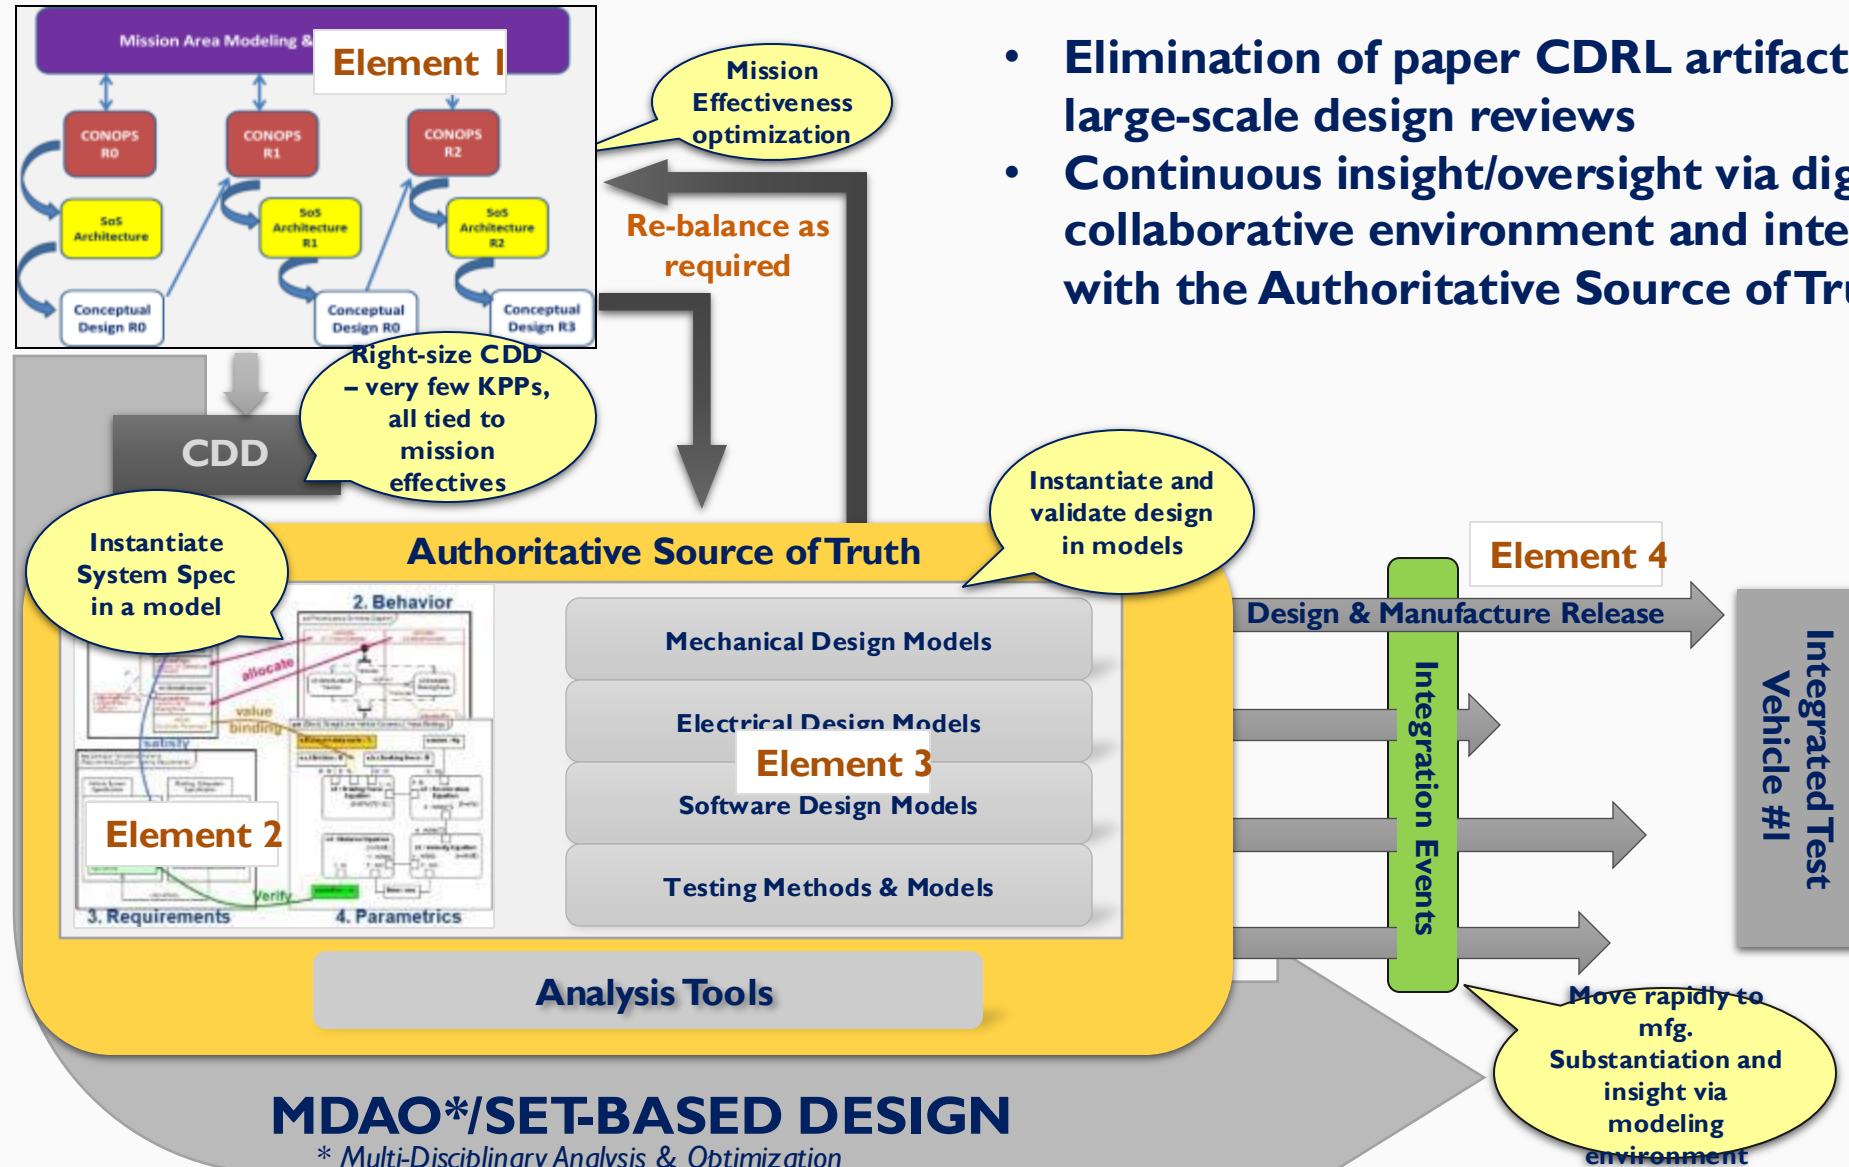 Mission Area Modeling &
Element 1
CONOPS
R0
CONOPS
R1
CONOPS
R2
SoS
Architecture
SoS
Architecture
R1
SoS
Architecture
R2
Conceptual
Design R0
Conceptual
Design R0
Conceptual
Design R3
Mission
Effectiveness
optimization
Re-balance as
required
• Elimination of paper CDRL artifact
large-scale design reviews
• Continuous insight/oversight via dig
collaborative environment and inte
with the Authoritative Source of Tru
CDD
Right-size CDD
– very few KPPs,
all tied to
mission
effectives
Instantiate
System Spec
in a model
Authoritative Source of Truth
Instantiate and
validate design
in models
2. Behavior
allocate
value
binding
satisfy
Verify
Element 2
3. Requirements
4. Parametrics
Mechanical Design Models
Electrical Design Models
Element 3
Software Design Models
Testing Methods & Models
Analysis Tools
Element 4
Design & Manufacture Release
Integration Events
Integrated Test
Vehicle #1
Move rapidly to
mfg.
Substantiation and
insight via
modeling
environment
MDAO*/SET-BASED DESIGN
* Multi-Disciplinary Analysis & Optimization